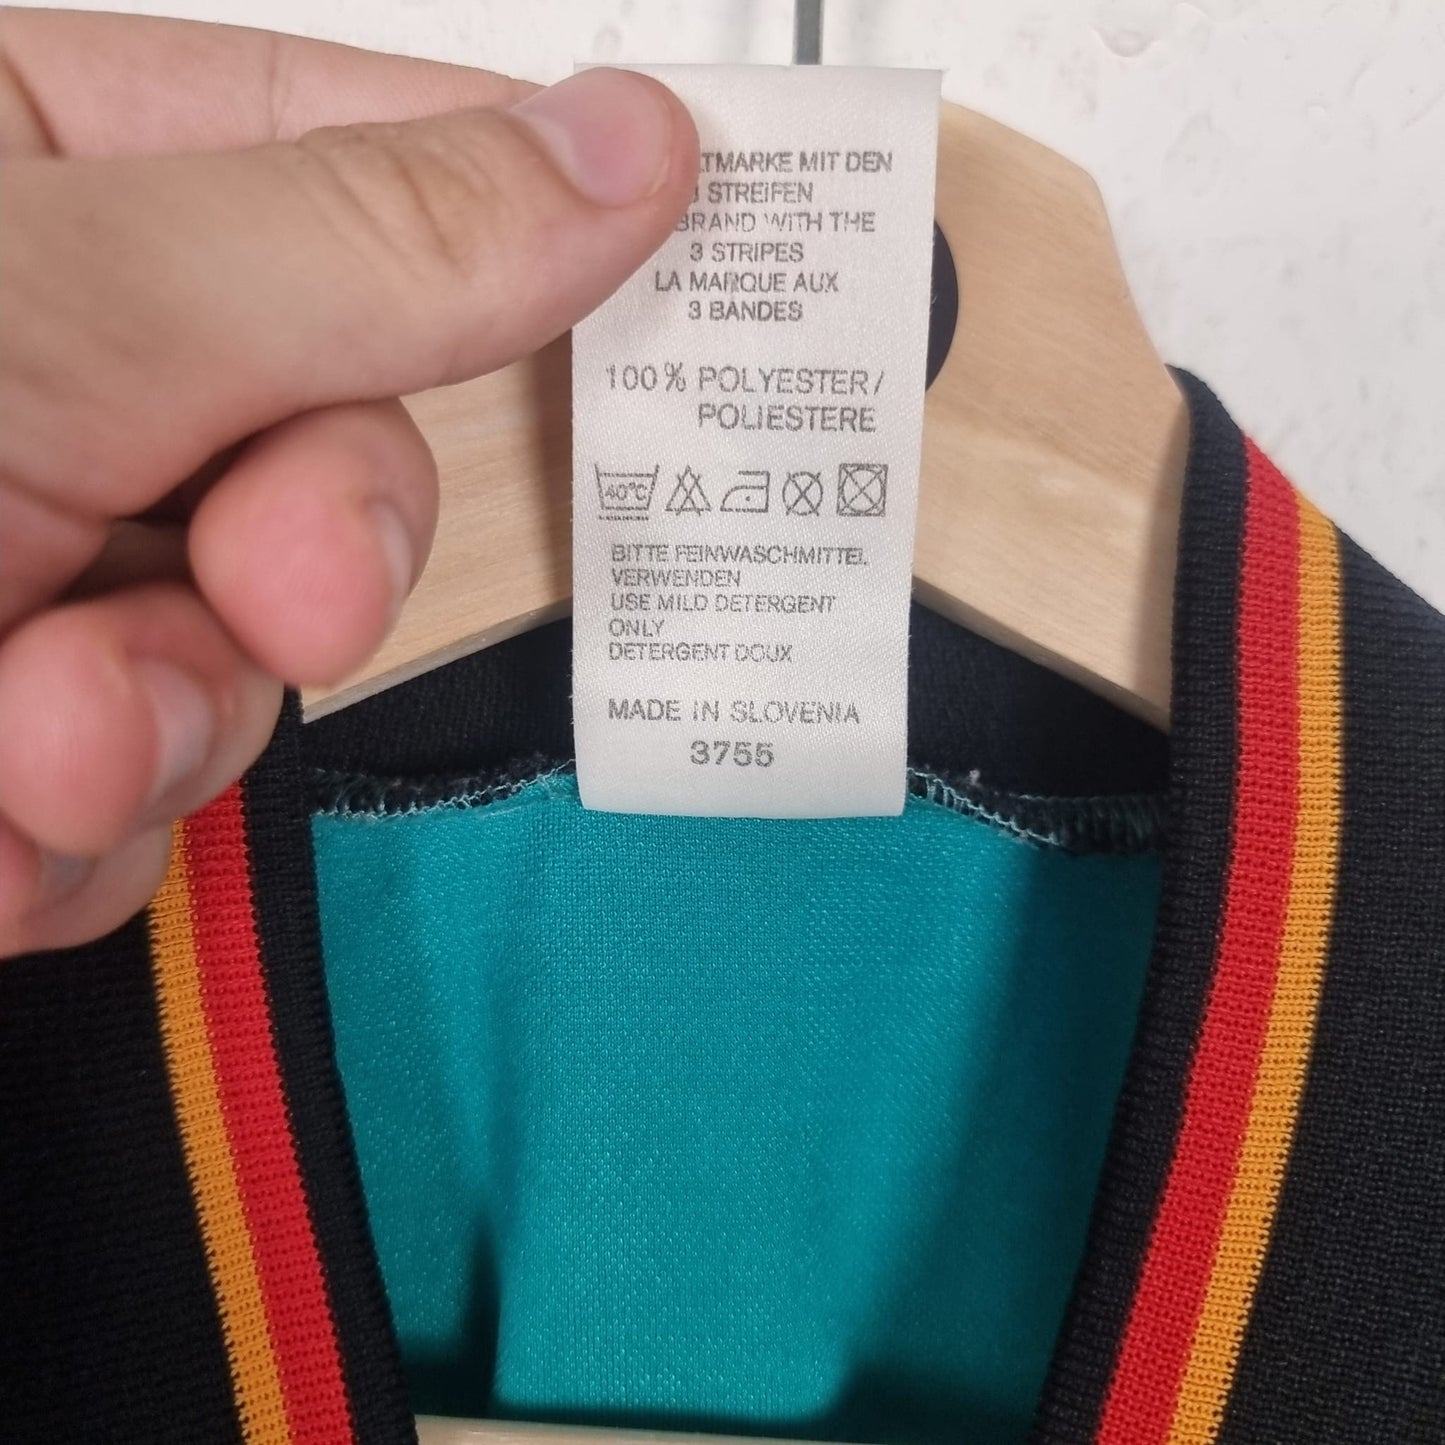 MIT DEN
STREIFEN
BRAND WITH THE
3 STRIPES
LA MARQUE AUX
3 BANDES
100% POLYESTER/
POLIESTERE
40°C
BITTE FEINWASCHMITTEL
VERWENDEN
USE MILD DETERGENT
ONLY
DETERGENT DOUX
MADE IN SLOVENIA
3755